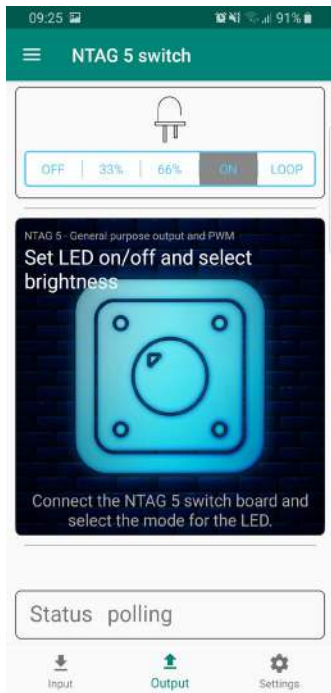 09:25 91%
NTAG 5 switch
OFF 33% 66% ON LOOP
NTAG 5 - General purpose output and PWM
Set LED on/off and select
brightness
Connect the NTAG 5 switch board and
select the mode for the LED.
Status polling
Input Output Settings